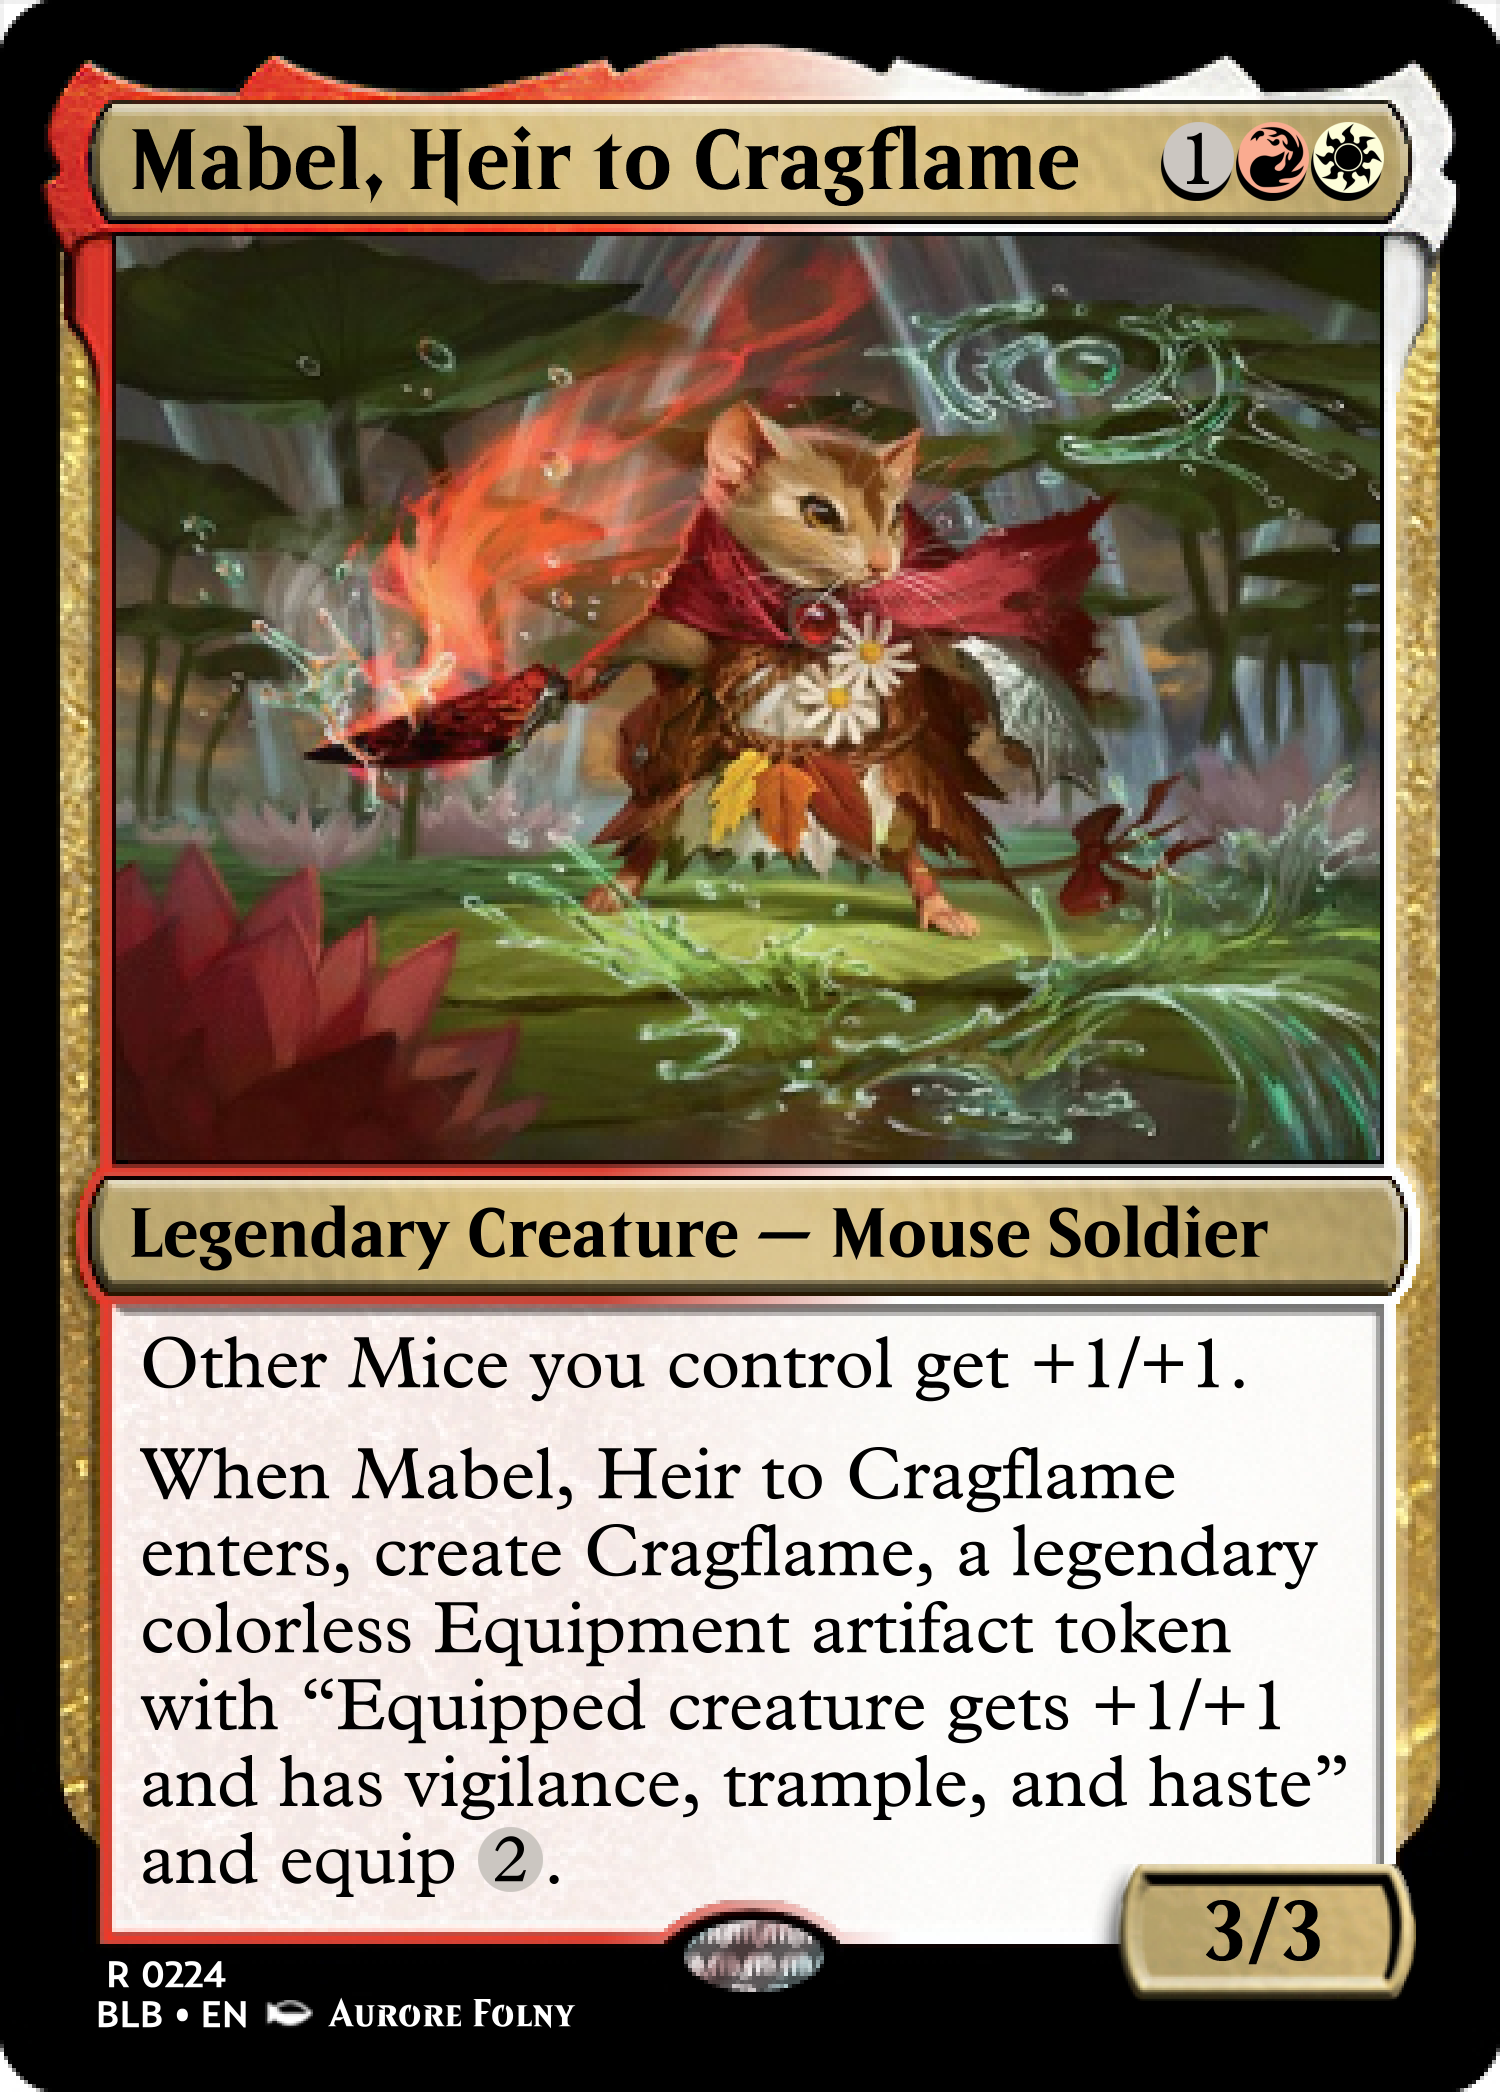 Mabel, Heir to Cragflame 1
Legendary Creature — Mouse Soldier
Other Mice you control get +1/+1.
When Mabel, Heir to Cragflame
enters, create Cragflame, a legendary
colorless Equipment artifact token
with “Equipped creature gets +1/+1
and has vigilance, trample, and haste”
and equip 2.
3/3
R 0224
BLB • EN Aurore Folny